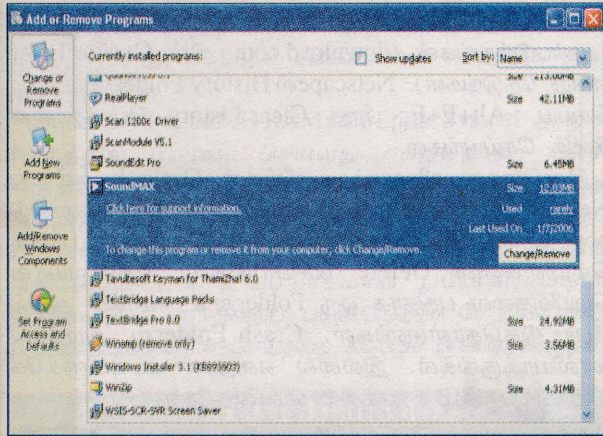 Add or Remove Programs
Change or
Remove
Programs
Add New
Programs
Add/Remove
Windows
Components
Set Program
Access and
Defaults
Currently installed programs:
Show updates
Sort by: Name
Size
RealPlayer Size 42.11MB
Scan 1200c Driver
ScanModule V5.1
SoundEdit Pro Size 6.45MB
SoundMAX Size 12.83MB
Click here for support information. Used rarely
Last Used On 1/7/2006
To change this program or remove it from your computer, click Change/Remove.
Change/Remove
Tavultesoft Keyman for ThamiZha! 6.0
TextBridge Language Packs
TextBridge Pro 8.0 Size 24.92MB
Winamp (remove only) Size 3.56MB
Windows Installer 3.1 (KB893803)
WinZip Size 4.31MB
WSIS-SCR-SVR Screen Saver